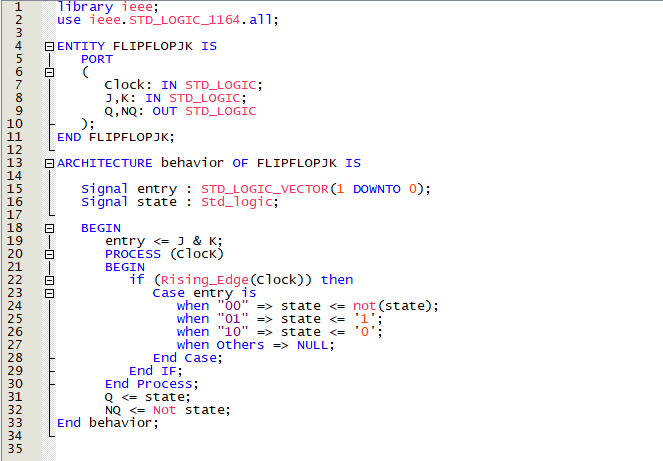 1 library ieee;
2 use ieee.STD_LOGIC_1164.all;
3
4 ENTITY FLIPFLOPJK IS
5 PORT
6 (
7 Clock: IN STD_LOGIC;
8 J,K: IN STD_LOGIC;
9 Q,NQ: OUT STD_LOGIC
10 );
11 END FLIPFLOPJK;
12
13 ARCHITECTURE behavior OF FLIPFLOPJK IS
14
15 Signal entry : STD_LOGIC_VECTOR(1 DOWNTO 0);
16 Signal state : Std_logic;
17
18 BEGIN
19 entry <= J & K;
20 PROCESS (Clock)
21 BEGIN
22 if (Rising_Edge(Clock)) then
23 Case entry is
24 when "00" => state <= not(state);
25 when "01" => state <= '1';
26 when "10" => state <= '0';
27 when Others => NULL;
28 End Case;
29 End IF;
30 End Process;
31 Q <= state;
32 NQ <= Not state;
33 End behavior;
34
35